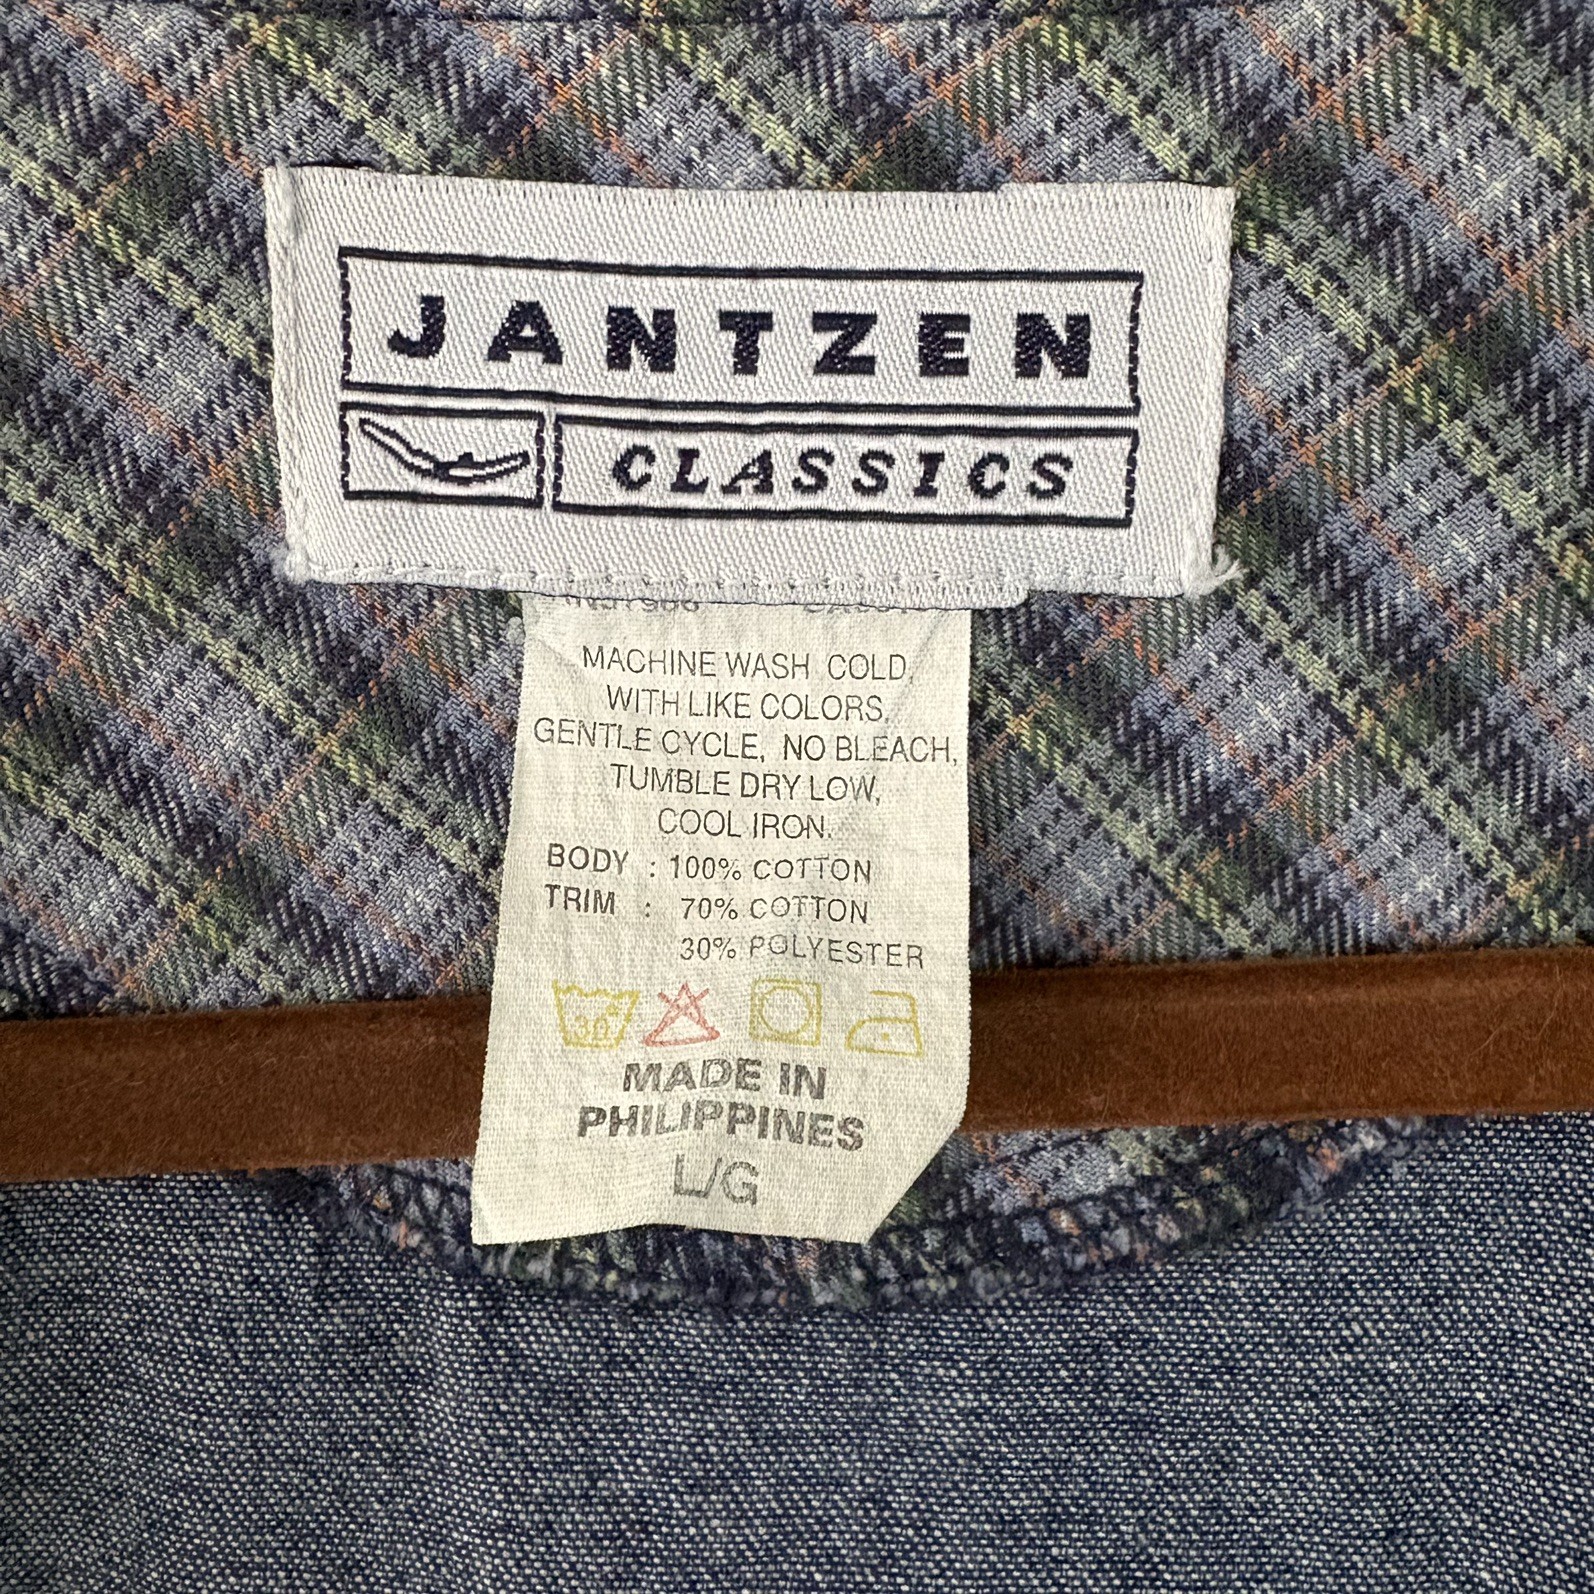 JANTZEN
CLASSICS
MACHINE WASH COLD,
WITH LIKE COLORS,
GENTLE CYCLE, NO BLEACH,
TUMBLE DRY LOW,
COOL IRON.
BODY : 100% COTTON
TRIM : 70% COTTON
30% POLYESTER
30°
MADE IN
PHILIPPINES
L/G